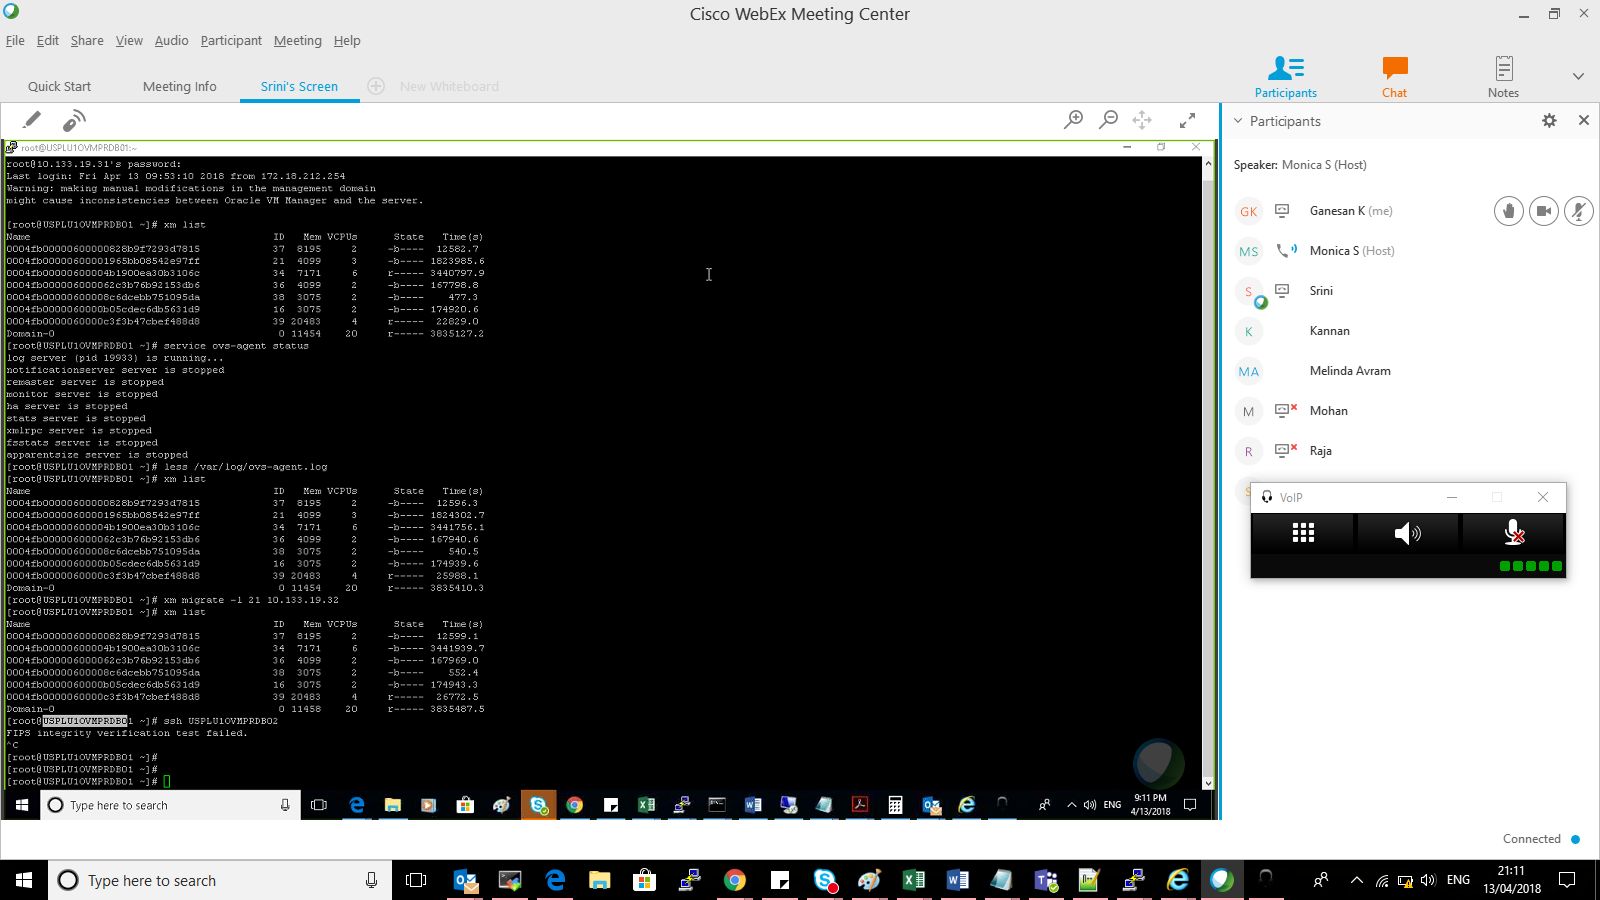 Cisco WebEx Meeting Center
File Edit Share View Audio Participant Meeting Help
Quick Start Meeting Info Srini's Screen New Whiteboard
Participants Chat Notes
root@USPLU1OVMPRDB01:~
root@10.133.19.31's password:
Last login: Fri Apr 13 09:53:10 2018 from 172.18.212.254
Warning: making manual modifications in the management domain
might cause inconsistencies between Oracle VM Manager and the server.
[root@USPLU1OVMPRDB01 ~]# xm list
Name ID Mem VCPUs State Time(s)
0004fb00000600000828b9f7293d7815 37 8195 2 -b---- 12582.7
0004fb000006000001965bb08542e97ff 21 4099 3 -b---- 1823985.6
0004fb000006000004b1900ea30b3106c 34 7171 6 r----- 3440797.9
0004fb0000060000062c3b76b92153db6 36 4099 2 -b---- 167798.8
0004fb000006000008c6dcebb751095da 38 3075 2 -b---- 477.3
0004fb00000600000b05cdec6db5631d9 16 3075 2 -b---- 174920.6
0004fb00000600000c3f3b47cbef488d8 39 20483 4 r----- 22829.0
Domain-0 0 11454 20 r----- 3835127.2
[root@USPLU1OVMPRDB01 ~]# service ovs-agent status
log server (pid 19933) is running...
notificationserver server is stopped
remaster server is stopped
monitor server is stopped
ha server is stopped
stats server is stopped
xmlrpc server is stopped
fsstats server is stopped
apparentsize server is stopped
[root@USPLU1OVMPRDB01 ~]# less /var/log/ovs-agent.log
[root@USPLU1OVMPRDB01 ~]# xm list
Name ID Mem VCPUs State Time(s)
0004fb00000600000828b9f7293d7815 37 8195 2 -b---- 12596.3
0004fb000006000001965bb08542e97ff 21 4099 3 -b---- 1824302.7
0004fb000006000004b1900ea30b3106c 34 7171 6 r----- 3441756.1
0004fb0000060000062c3b76b92153db6 36 4099 2 -b---- 167940.6
0004fb000006000008c6dcebb751095da 38 3075 2 -b---- 540.5
0004fb00000600000b05cdec6db5631d9 16 3075 2 -b---- 174939.6
0004fb00000600000c3f3b47cbef488d8 39 20483 4 r----- 25988.1
Domain-0 0 11454 20 r----- 3835410.3
[root@USPLU1OVMPRDB01 ~]# xm migrate -l 21 10.133.19.32
[root@USPLU1OVMPRDB01 ~]# xm list
Name ID Mem VCPUs State Time(s)
0004fb00000600000828b9f7293d7815 37 8195 2 -b---- 12599.1
0004fb000006000004b1900ea30b3106c 34 7171 6 -b---- 3441939.7
0004fb0000060000062c3b76b92153db6 36 4099 2 -b---- 167969.0
0004fb000006000008c6dcebb751095da 38 3075 2 -b---- 552.4
0004fb00000600000b05cdec6db5631d9 16 3075 2 -b---- 174943.3
0004fb00000600000c3f3b47cbef488d8 39 20483 4 r----- 26772.5
Domain-0 0 11458 20 r----- 3835487.5
[root@USPLU1OVMPRDB01 ~]# ssh USPLU1OVMPRDB02
FIPS integrity verification test failed.
^C
[root@USPLU1OVMPRDB01 ~]#
[root@USPLU1OVMPRDB01 ~]#
[root@USPLU1OVMPRDB01 ~]#
Type here to search
ENG
9:11 PM
4/13/2018
Participants
Speaker: Monica S (Host)
GK Ganesan K (me)
MS Monica S (Host)
S Srini
K Kannan
MA Melinda Avram
M Mohan
R Raja
VoIP
Connected
Type here to search
ENG
21:11
13/04/2018